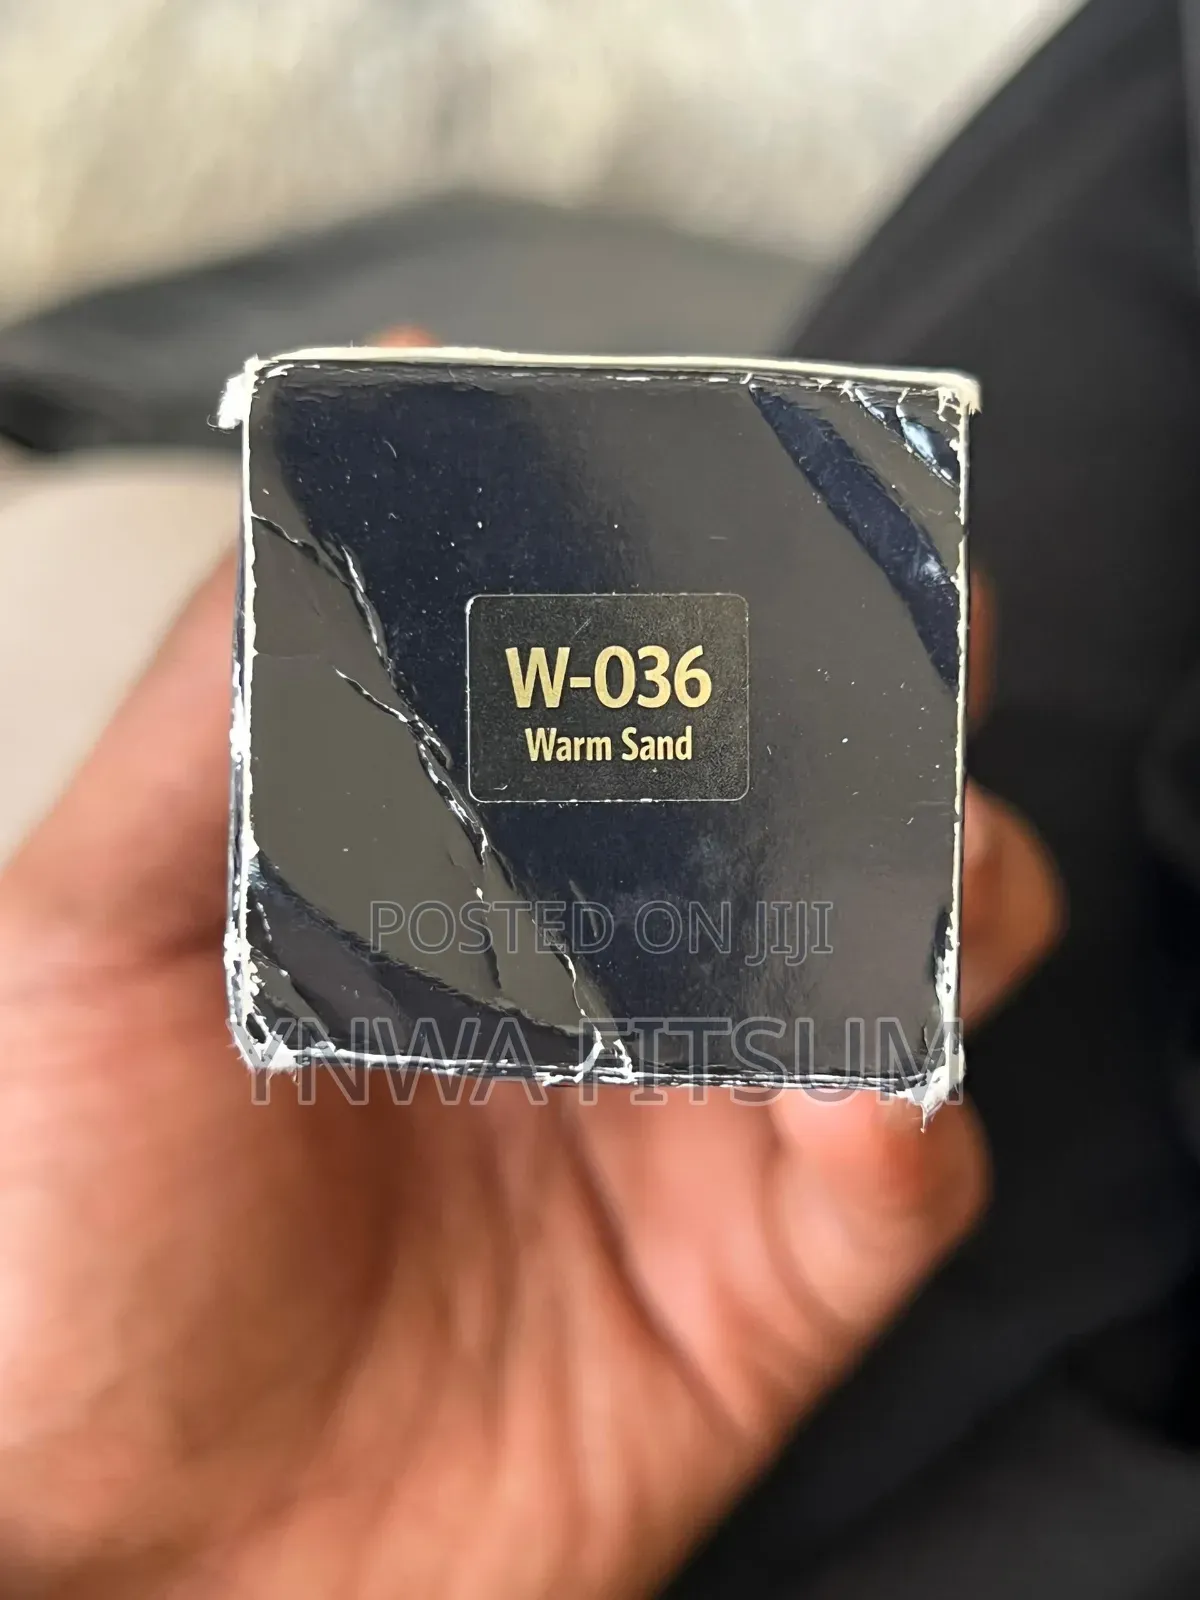 W-036
Warm Sand
POSTED ON JIJI
YNWA FITSUM